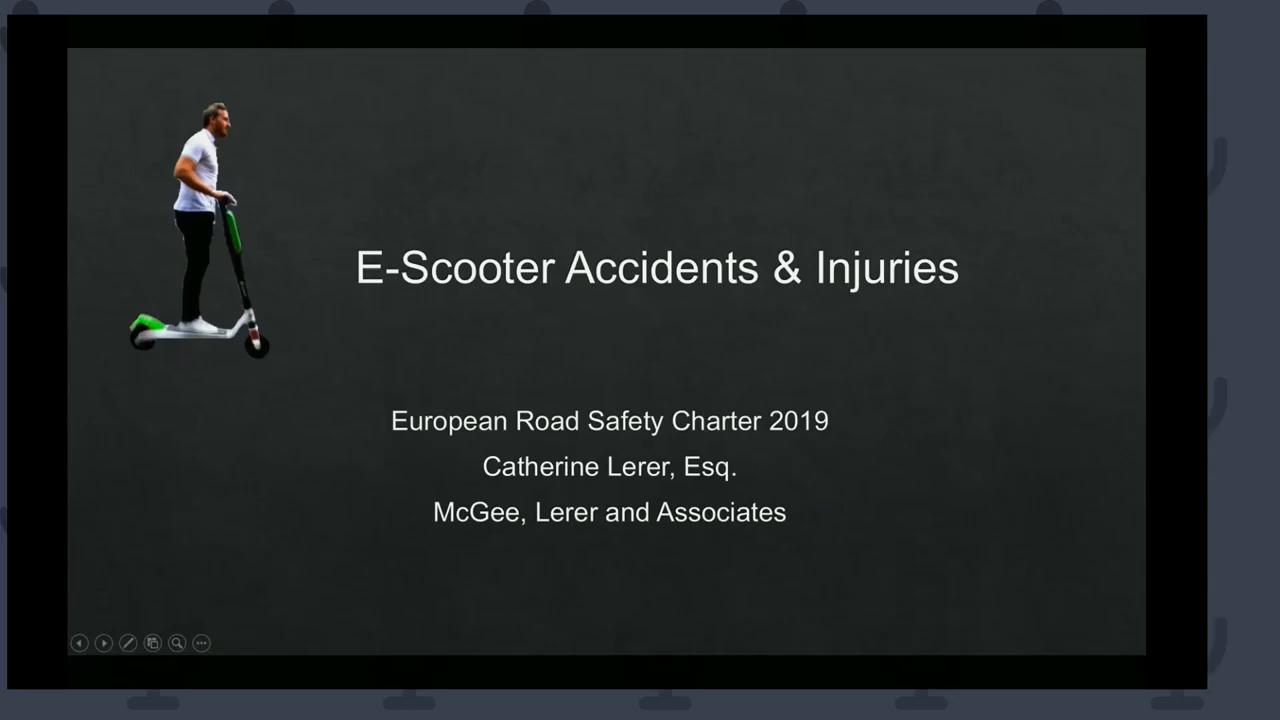 E-Scooter Accidents & Injuries
European Road Safety Charter 2019
Catherine Lerer, Esq.
McGee, Lerer and Associates